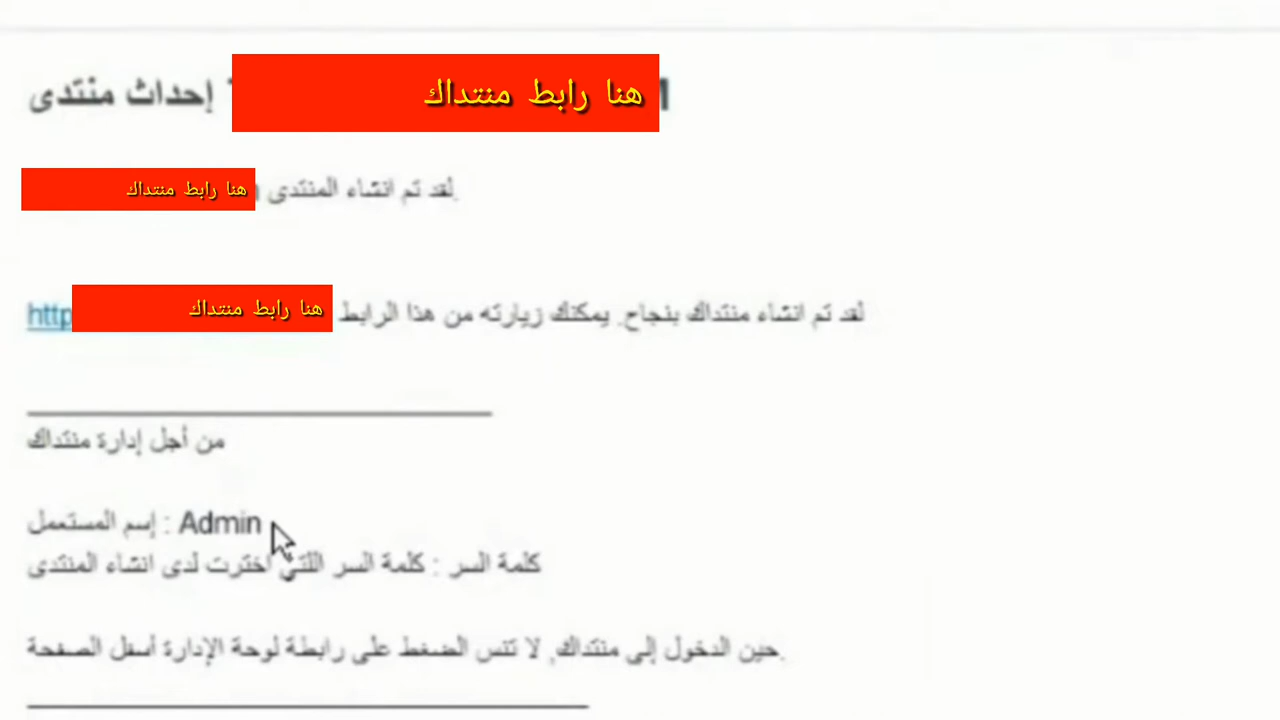 إحداث منتدى هنا رابط منتداك
هنا رابط منتداك لقد تم انشاء المنتدى.
http هنا رابط منتداك لقد تم انشاء منتداك بنجاح. يمكنك زيارته من هذا الرابط
من أجل إدارة منتداك
إسم المستعمل : Admin
كلمة السر : كلمة السر اللتي اخترت لدى انشاء المنتدى
حين الدخول إلى منتداك, لا تنس الضغط على رابطة لوحة الإدارة أسفل الصفحة.